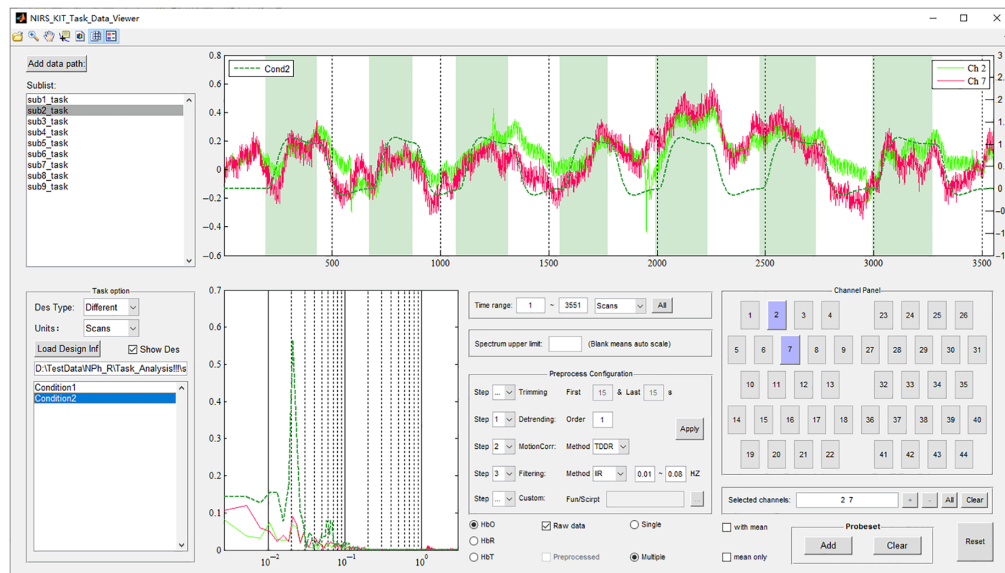 NIRS_KIT_Task_Data_Viewer
Add data path:
Sublist:
sub1_task
sub2_task
sub3_task
sub4_task
sub5_task
sub6_task
sub7_task
sub8_task
sub9_task
Cond2
Ch 2
Ch 7
0.8
0.6
0.4
0.2
0
-0.2
-0.4
-0.6
3
2
2
1
1
0
0
-1
-1
500
1000
1500
2000
2500
3000
3500
Task option
Des Type: Different
Units: Scans
Load Design Inf Show Des
D:\TestData\NPh_R\Task_Analysis!!!\s
Condition1
Condition2
0.7
0.6
0.5
0.4
0.3
0.2
0.1
0
10⁻² 10⁻¹ 10⁰
Time range: 1 ~ 3551 Scans All
Spectrum upper limit: (Blank means auto scale)
Preprocess Configuration
Step ... Trimming First 15 & Last 15 s
Step 1 Detrending: Order 1
Apply
Step 2 MotionCorr: Method TDDR
Step 3 Filtering: Method IIR 0.01 ~ 0.08 HZ
Step ... Custom: Fun/Scirpt ...
HbO Raw data Single
HbR
HbT Preprocessed Multiple
Channel Panel
1 2 3 4 23 24 25 26
5 6 7 8 9 27 28 29 30 31
10 11 12 13 32 33 34 35
14 15 16 17 18 36 37 38 39 40
19 20 21 22 41 42 43 44
Selected channels: 2 7 + - All Clear
with mean
mean only
Probeset
Add Clear
Reset